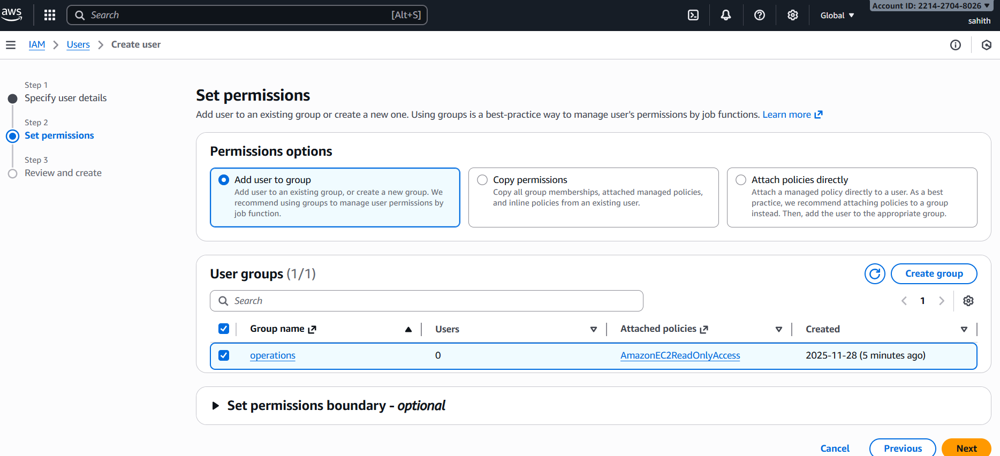 aws
Search
[Alt+S]
Global
Account ID: 2214-2704-8026
sahith
IAM
Users
Create user
Step 1
Specify user details
Step 2
Set permissions
Step 3
Review and create
Set permissions
Add user to an existing group or create a new one. Using groups is a best-practice way to manage user's permissions by job functions. Learn more
Permissions options
Add user to group
Add user to an existing group, or create a new group. We
recommend using groups to manage user permissions by
job function.
Copy permissions
Copy all group memberships, attached managed policies,
and inline policies from an existing user.
Attach policies directly
Attach a managed policy directly to a user. As a best
practice, we recommend attaching policies to a group
instead. Then, add the user to the appropriate group.
User groups (1/1)
Create group
Search
1
Group name
Users
Attached policies
Created
operations
0
AmazonEC2ReadOnlyAccess
2025-11-28 (5 minutes ago)
Set permissions boundary - optional
Cancel
Previous
Next